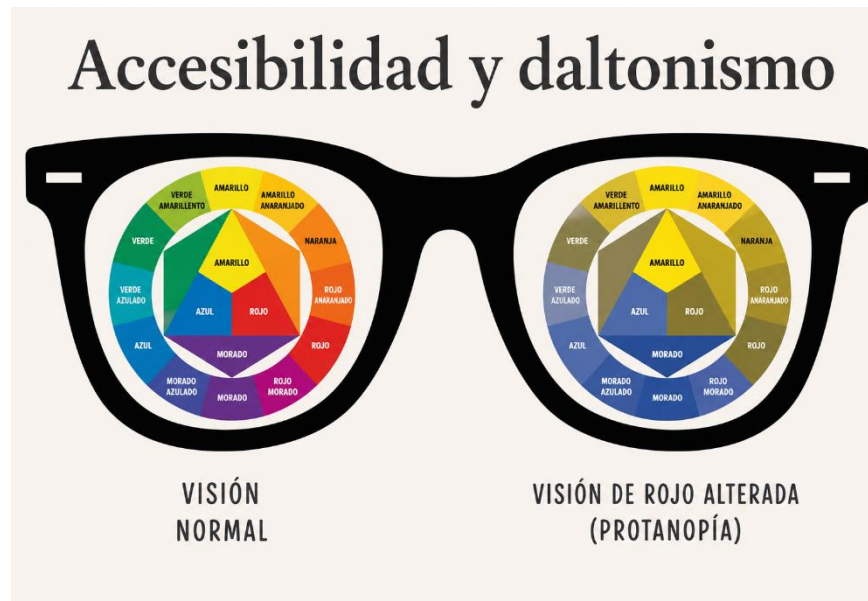 Accesibilidad y daltonismo
AMARILLO
AMARILLO
ANARANJADO
NARANJA
ROJO
ANARANJADO
ROJO
ROJO
MORADO
MORADO
MORADO
AZULADO
AZUL
VERDE
AZULADO
VERDE
VERDE
AMARILLENTO
AMARILLO
AZUL
ROJO
MORADO
AMARILLO
AMARILLO
ANARANJADO
NARANJA
ROJO
ANARANJADO
ROJO
ROJO
MORADO
MORADO
MORADO
AZULADO
AZUL
VERDE
AZULADO
VERDE
VERDE
AMARILLENTO
AMARILLO
AZUL
ROJO
MORADO
VISIÓN
NORMAL
VISIÓN DE ROJO ALTERADA
(PROTANOPÍA)